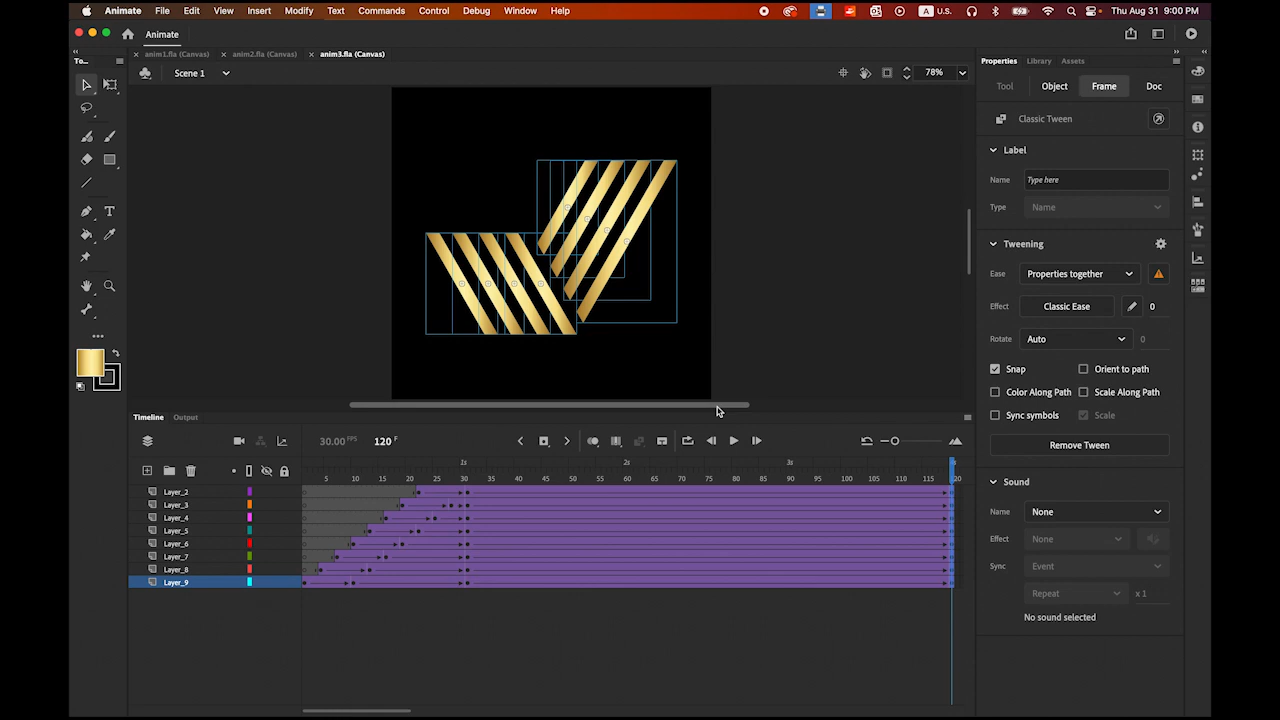 Animate File Edit View Insert Modify Text Commands Control Debug Window Help A U.S. Thu Aug 31 9:00 PM
Animate
To...
anim1.fla (Canvas) anim2.fla (Canvas) anim3.fla (Canvas)
Scene 1 78%
Properties Library Assets
Tool Object Frame Doc
Classic Tween
Label
Name Type here
Type Name
Tweening
Ease Properties together
Effect Classic Ease 0
Rotate Auto 0
Snap Orient to path
Color Along Path Scale Along Path
Sync symbols Scale
Remove Tween
Sound
Name None
Effect None
Sync Event
Repeat x 1
No sound selected
T
Timeline Output
30.00 FPS 120 F
1s 2s 3s
5 10 15 20 25 45 50 55 60 65 70 75 80 85 90 95 100 105 110 115
Layer_2
Layer_3
Layer_4
Layer_5
Layer_6
Layer_7
Layer_8
Layer_9